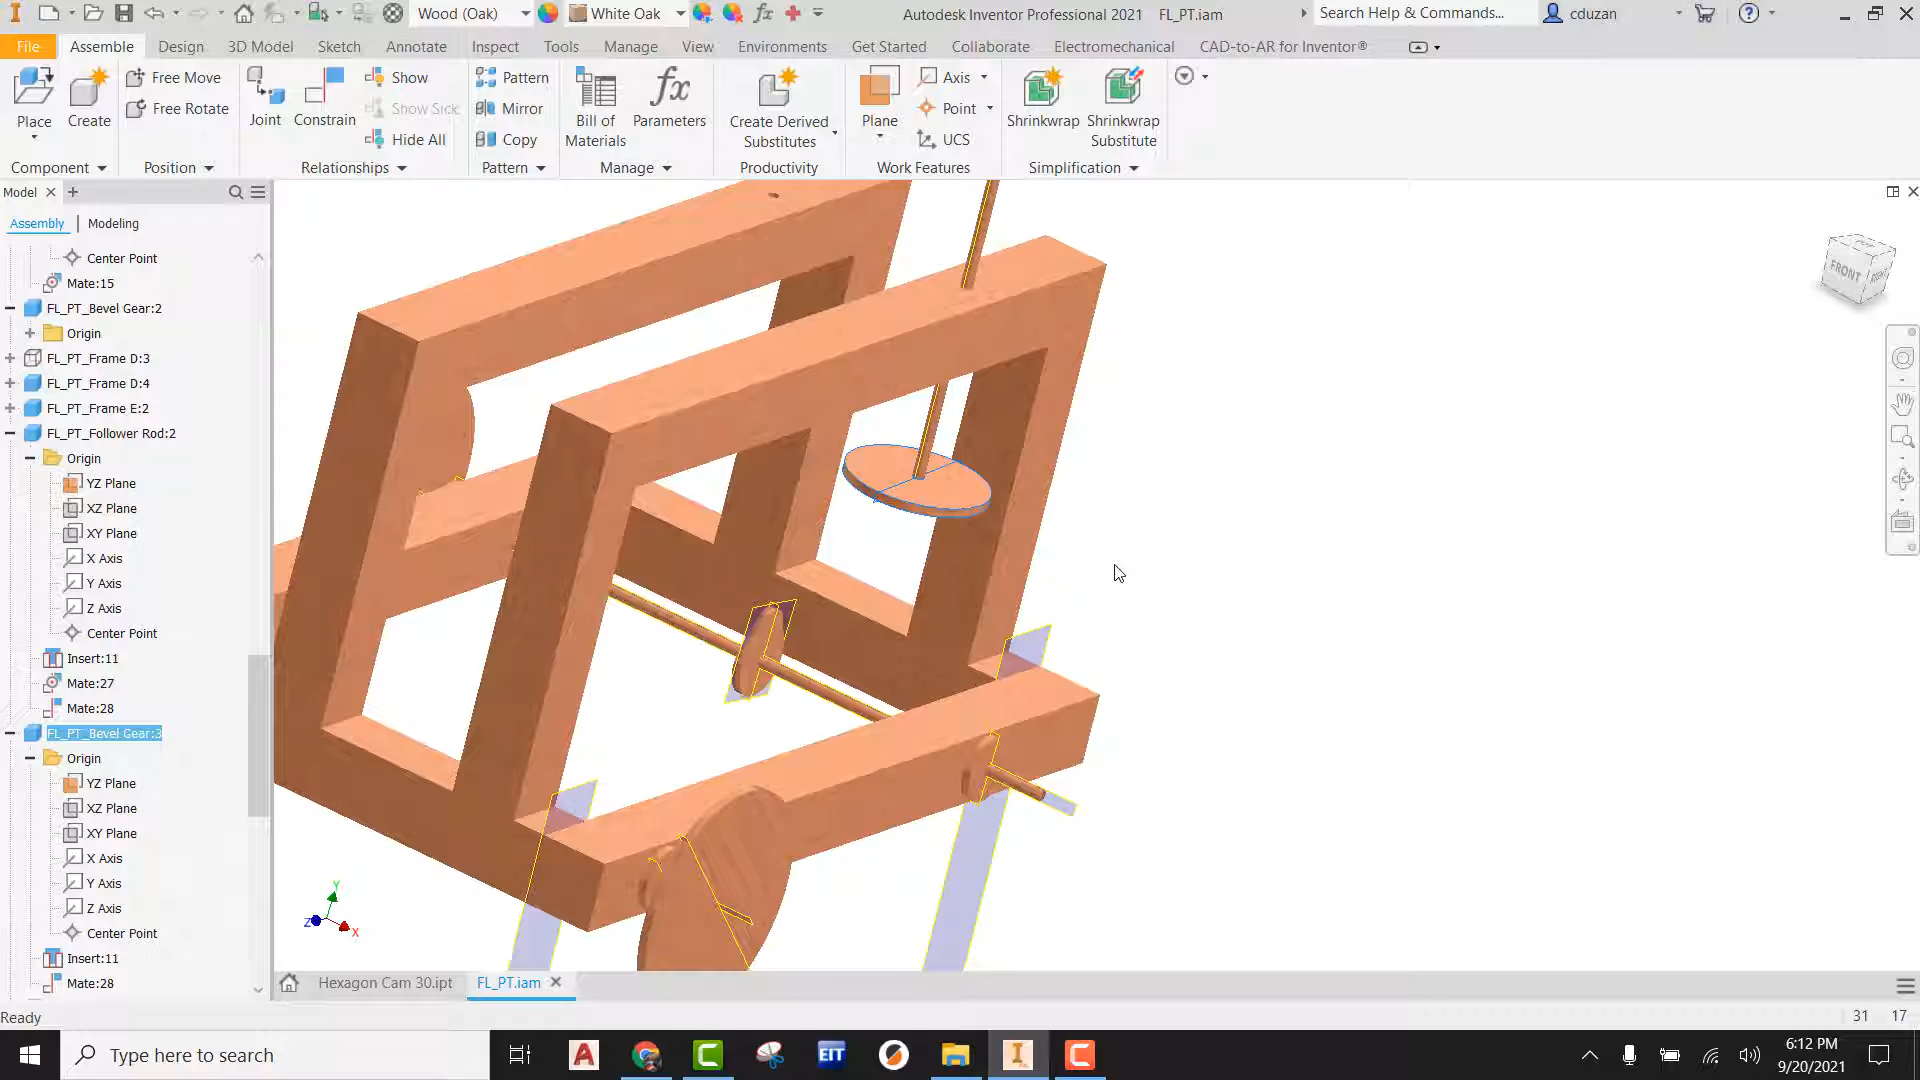 Wood (Oak)
White Oak
Autodesk Inventor Professional 2021 FL_PT.iam
Search Help & Commands...
cduzan
File
Assemble
Design
3D Model
Sketch
Annotate
Inspect
Tools
Manage
View
Environments
Get Started
Collaborate
Electromechanical
CAD-to-AR for Inventor®
Place
Create
Free Move
Free Rotate
Joint
Constrain
Show
Show Sick
Hide All
Pattern
Mirror
Copy
Bill of
Materials
fx
Parameters
Create Derived
Substitutes
Plane
Axis
Point
UCS
Shrinkwrap
Shrinkwrap
Substitute
Component
Position
Relationships
Pattern
Manage
Productivity
Work Features
Simplification
Model
Assembly
Modeling
Center Point
Mate:15
FL_PT_Bevel Gear:2
Origin
FL_PT_Frame D:3
FL_PT_Frame D:4
FL_PT_Frame E:2
FL_PT_Follower Rod:2
Origin
YZ Plane
XZ Plane
XY Plane
X Axis
Y Axis
Z Axis
Center Point
Insert:11
Mate:27
Mate:28
FL_PT_Bevel Gear:3
Origin
YZ Plane
XZ Plane
XY Plane
X Axis
Y Axis
Z Axis
Center Point
Insert:11
Mate:28
FRONT
Y
Z
X
Hexagon Cam 30.ipt
FL_PT.iam
Ready
31 17
Type here to search
EIT
6:12 PM
9/20/2021